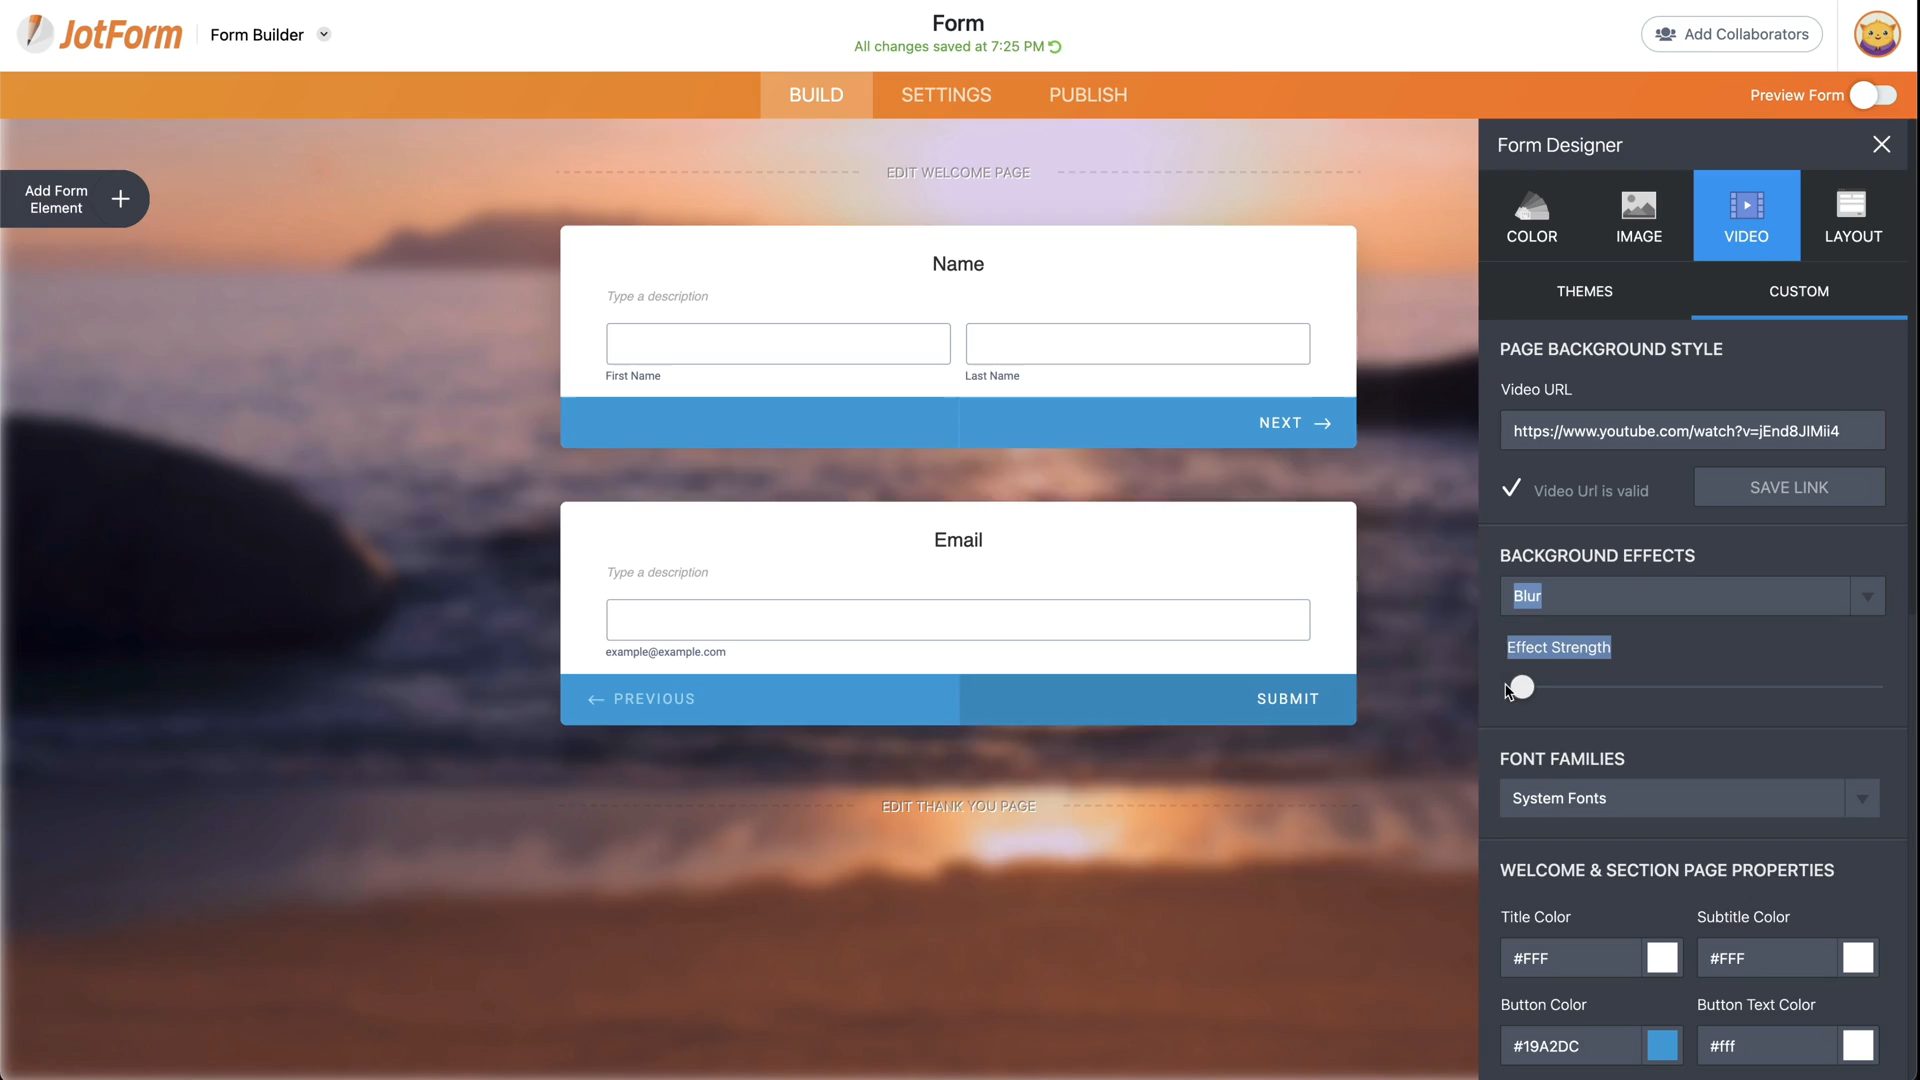 JotForm
Form Builder
Form
All changes saved at 7:25 PM
Add Collaborators
BUILD
SETTINGS
PUBLISH
Preview Form
Add Form
Element
EDIT WELCOME PAGE
Name
Type a description
First Name
Last Name
NEXT
Email
Type a description
example@example.com
PREVIOUS
SUBMIT
EDIT THANK YOU PAGE
Form Designer
COLOR
IMAGE
VIDEO
LAYOUT
THEMES
CUSTOM
PAGE BACKGROUND STYLE
Video URL
https://www.youtube.com/watch?v=jEnd8JIMii4
Video Url is valid
SAVE LINK
BACKGROUND EFFECTS
Blur
Effect Strength
FONT FAMILIES
System Fonts
WELCOME & SECTION PAGE PROPERTIES
Title Color
Subtitle Color
#FFF
#FFF
Button Color
Button Text Color
#19A2DC
#fff